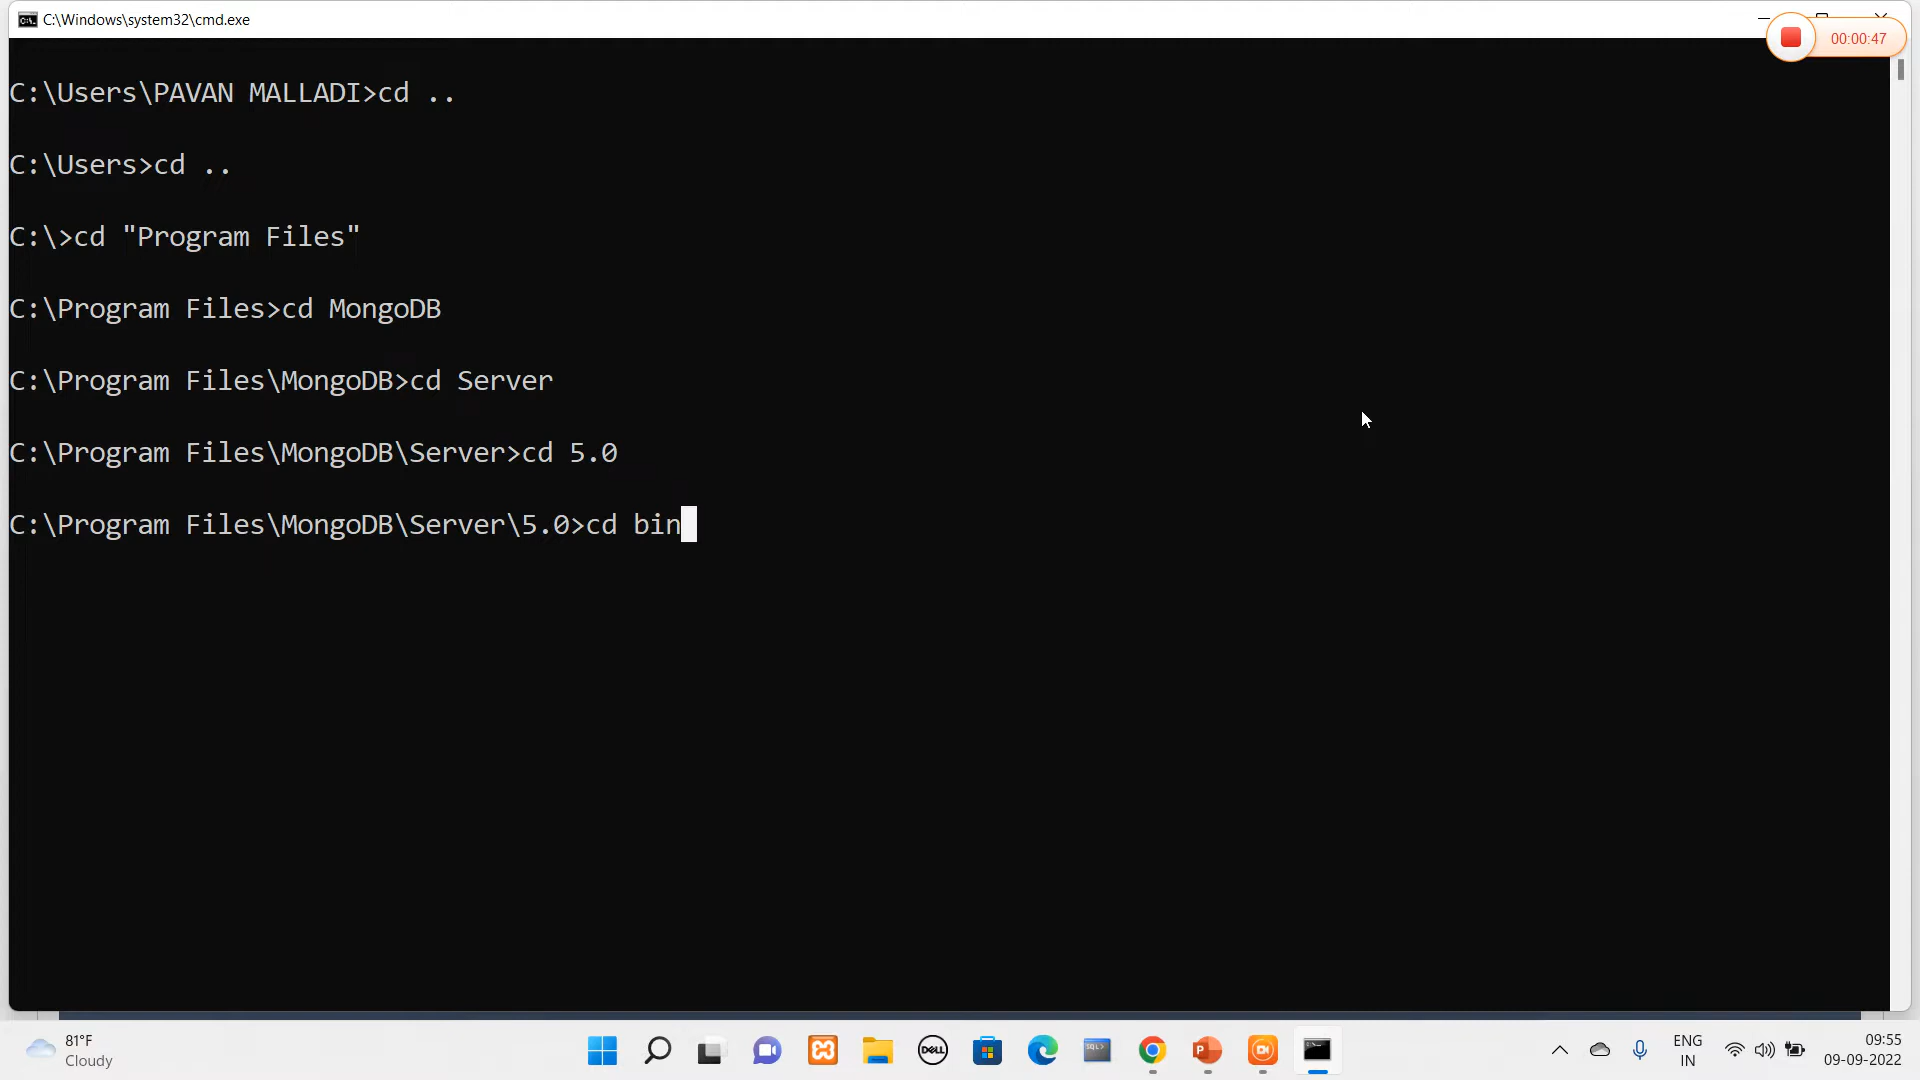 C:\Windows\system32\cmd.exe
00:00:47
C:\Users\PAVAN MALLADI>cd ..
C:\Users>cd ..
C:\>cd "Program Files"
C:\Program Files>cd MongoDB
C:\Program Files\MongoDB>cd Server
C:\Program Files\MongoDB\Server>cd 5.0
C:\Program Files\MongoDB\Server\5.0>cd bin
81°F
Cloudy
DELL
SQL>
P
ENG
IN
09:55
09-09-2022